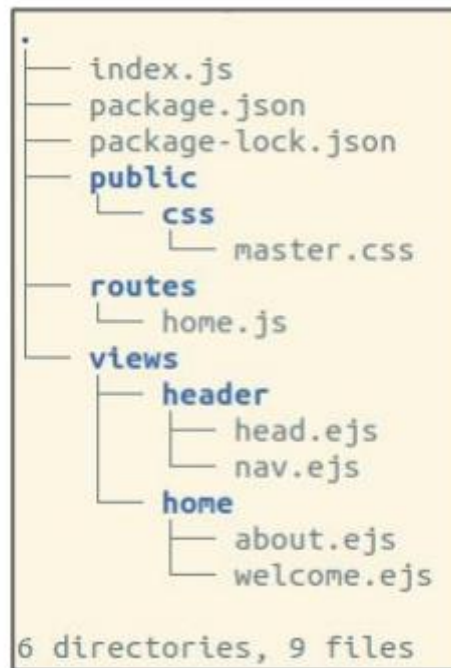 .
├── index.js
├── package.json
├── package-lock.json
├── public
│   └── css
│       └── master.css
├── routes
│   └── home.js
└── views
    ├── header
    │   ├── head.ejs
    │   └── nav.ejs
    └── home
        ├── about.ejs
        └── welcome.ejs
6 directories, 9 files